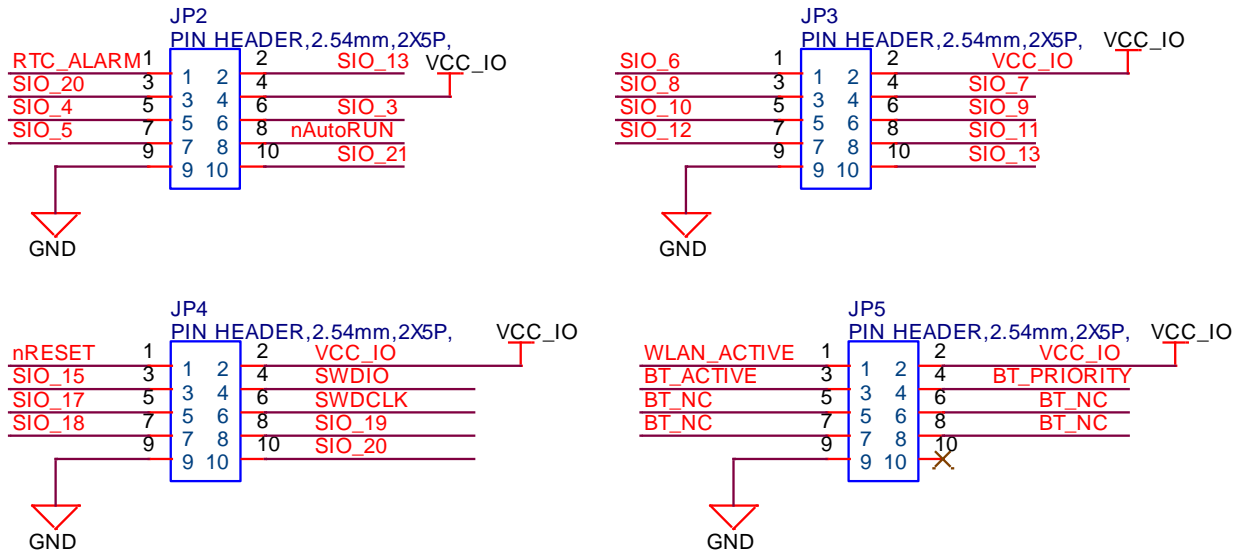 JP2
PIN HEADER,2.54mm,2X5P,
RTC_ALARM 1 1 2 2 SIO_13 VCC_IO
SIO_20 3 3 4 4
SIO_4 5 5 6 6 SIO_3
SIO_5 7 7 8 8 nAutoRUN
9 9 10 10 SIO_21
GND
JP3
PIN HEADER,2.54mm,2X5P,
SIO_6 1 1 2 2 VCC_IO VCC_IO
SIO_8 3 3 4 4 SIO_7
SIO_10 5 5 6 6 SIO_9
SIO_12 7 7 8 8 SIO_11
9 9 10 10 SIO_13
GND
JP4
PIN HEADER,2.54mm,2X5P,
nRESET 1 1 2 2 VCC_IO VCC_IO
SIO_15 3 3 4 4 SWDIO
SIO_17 5 5 6 6 SWDCLK
SIO_18 7 7 8 8 SIO_19
9 9 10 10 SIO_20
GND
JP5
PIN HEADER,2.54mm,2X5P,
WLAN_ACTIVE 1 1 2 2 VCC_IO VCC_IO
BT_ACTIVE 3 3 4 4 BT_PRIORITY
BT_NC 5 5 6 6 BT_NC
BT_NC 7 7 8 8 BT_NC
9 9 10 10
GND